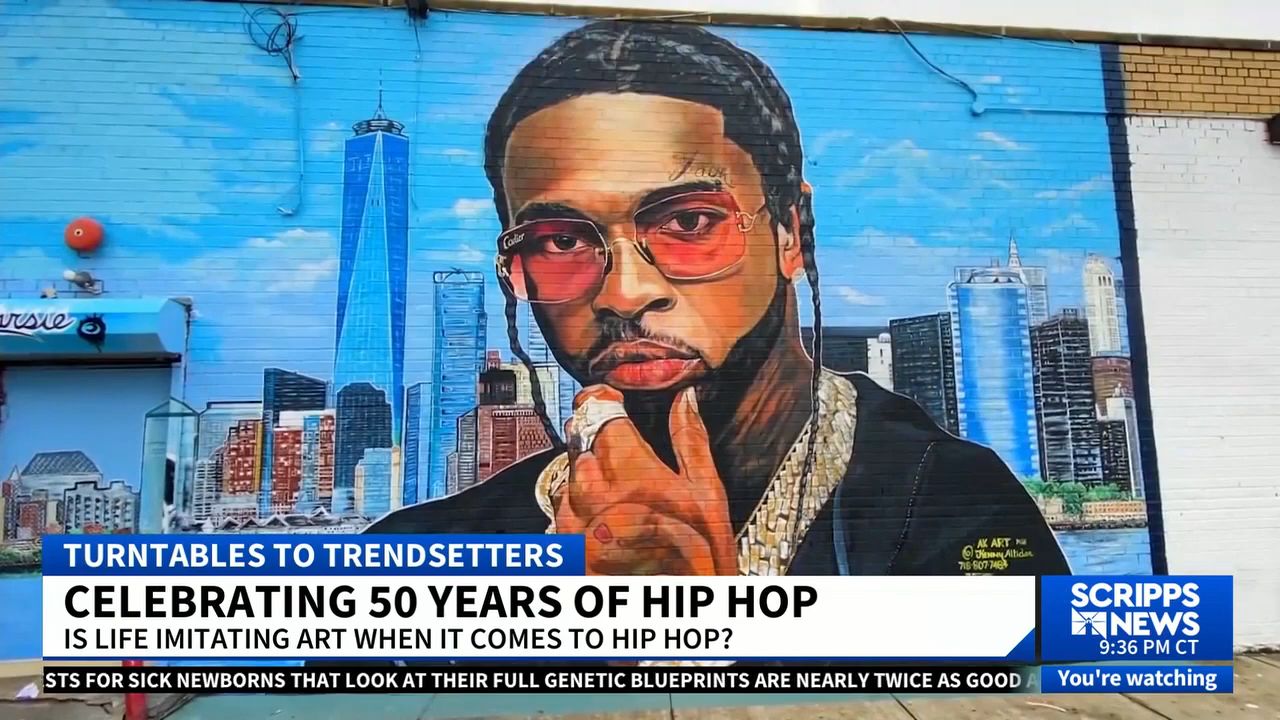 Cartier
AK ART
TURNTABLES TO TRENDSETTERS
CELEBRATING 50 YEARS OF HIP HOP
IS LIFE IMITATING ART WHEN IT COMES TO HIP HOP?
SCRIPPS
NEWS
9:36 PM CT
STS FOR SICK NEWBORNS THAT LOOK AT THEIR FULL GENETIC BLUEPRINTS ARE NEARLY TWICE AS GOOD A
You're watching